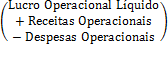 (Lucro Operacional Líquido
+ Receitas Operacionais
− Despesas Operacionais)